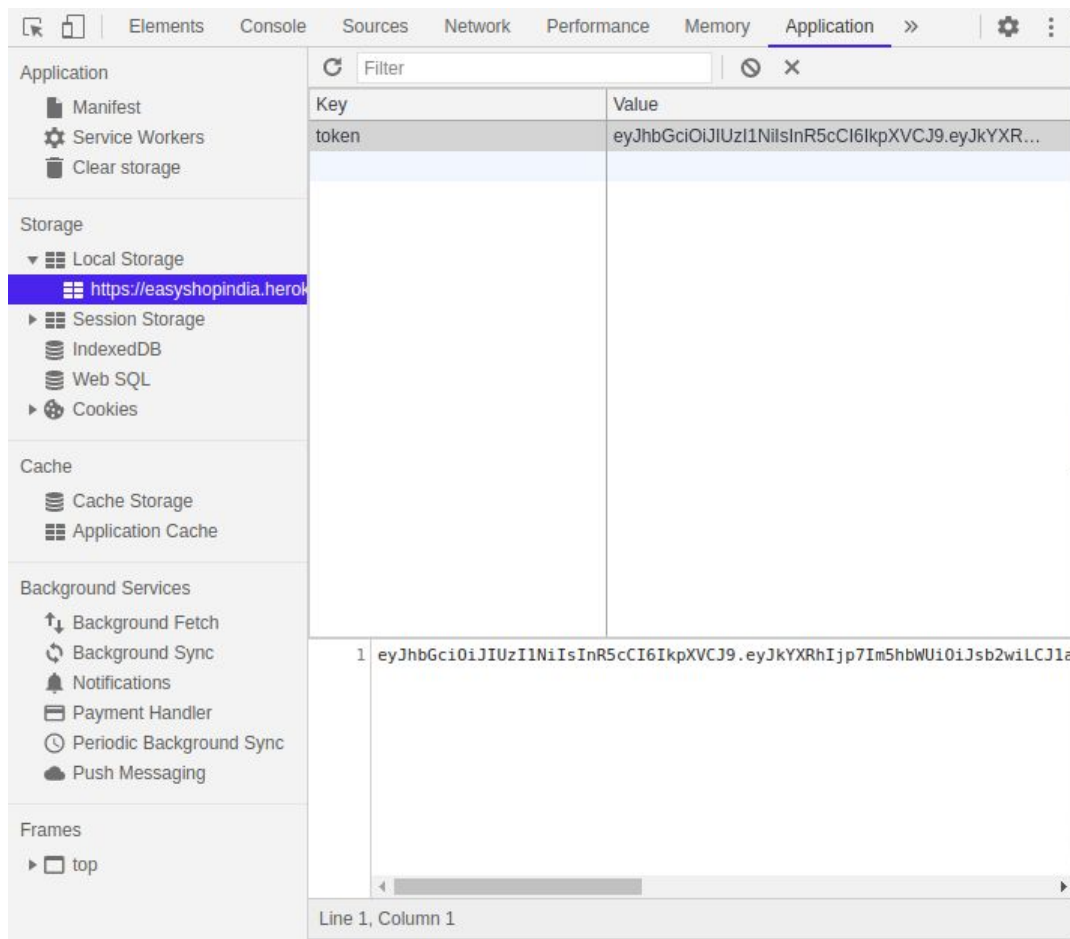 Elements Console Sources Network Performance Memory Application »
Application
Manifest
Service Workers
Clear storage
Storage
Local Storage
https://easyshopindia.herok
Session Storage
IndexedDB
Web SQL
Cookies
Cache
Cache Storage
Application Cache
Background Services
Background Fetch
Background Sync
Notifications
Payment Handler
Periodic Background Sync
Push Messaging
Frames
top
Filter
Key Value
token eyJhbGciOiJIUzI1NiIsInR5cCI6IkpXVCJ9.eyJkYXR…
1 eyJhbGciOiJIUzI1NiIsInR5cCI6IkpXVCJ9.eyJkYXRhIjp7Im5hbWUiOiJsb2wiLCJ1a
Line 1, Column 1